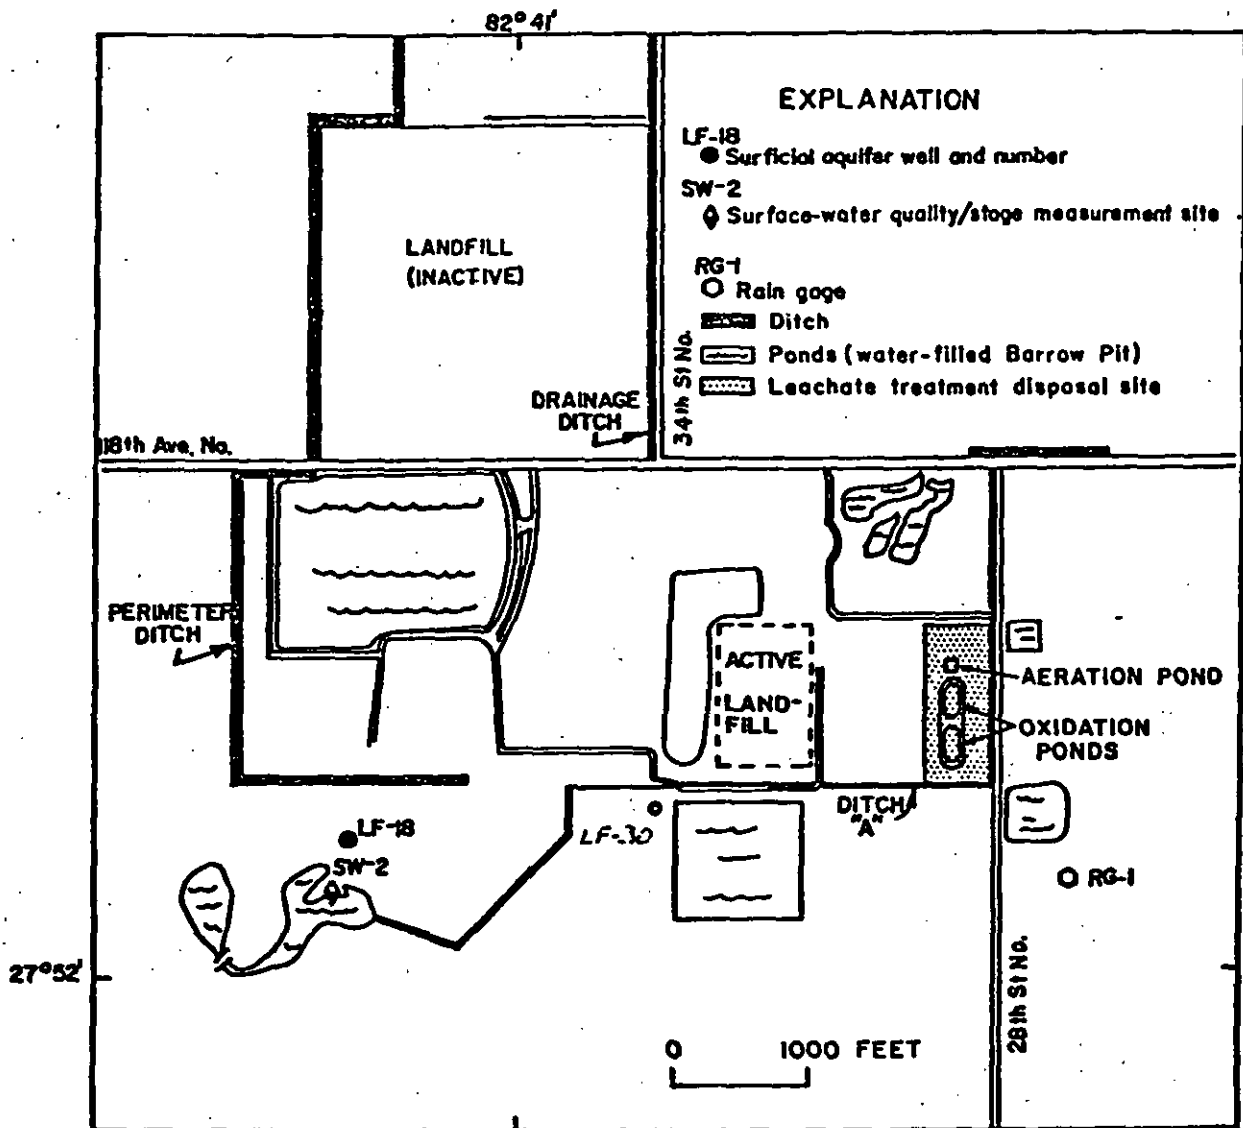 82°41'
EXPLANATION
LF-18
Surficial aquifer well and number
SW-2
Surface-water quality/stage measurement site
RG-1
Rain gage
Ditch
Ponds (water-filled Barrow Pit)
Leachate treatment disposal site
34th St No.
LANDFILL
(INACTIVE)
DRAINAGE
DITCH
18th Ave. No.
PERIMETER
DITCH
ACTIVE
LAND-
FILL
AERATION POND
OXIDATION
PONDS
DITCH
"A"
LF-30
LF-18
SW-2
RG-1
27°52'
28th St No.
0 1000 FEET